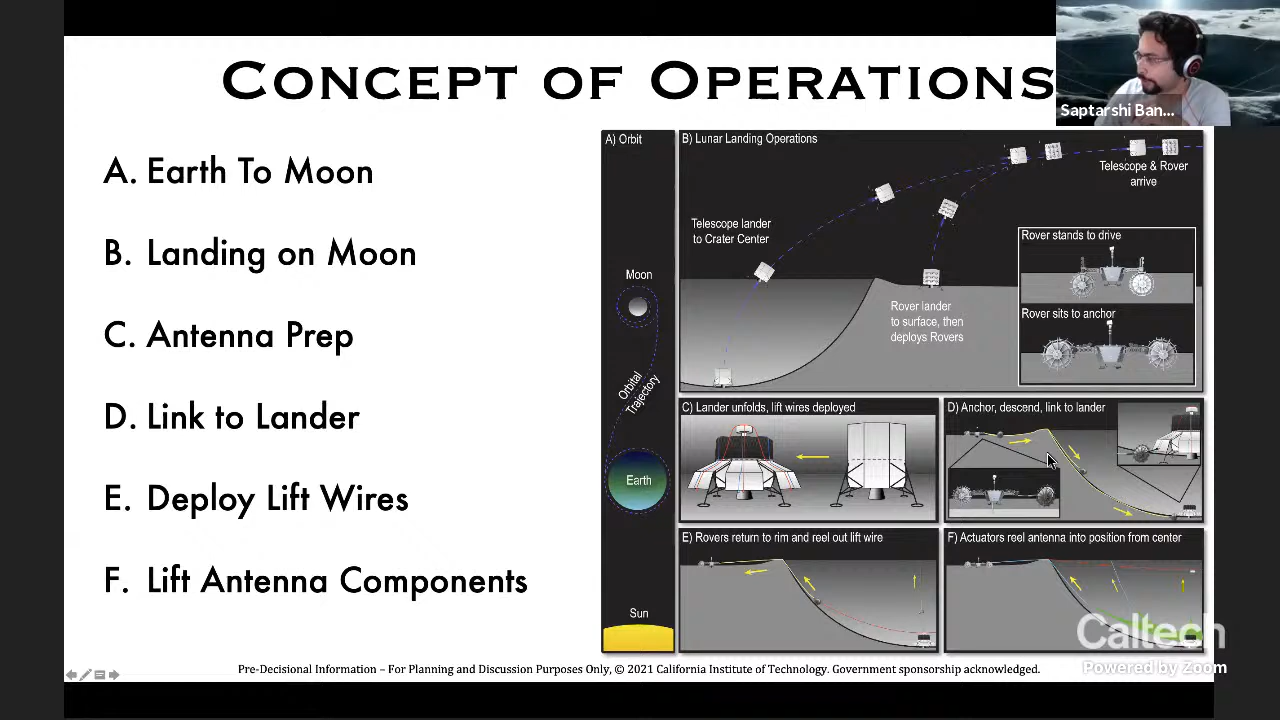 CONCEPT OF OPERATIONS
Saptarshi Ban...
A. Earth To Moon
B. Landing on Moon
C. Antenna Prep
D. Link to Lander
E. Deploy Lift Wires
F. Lift Antenna Components
A) Orbit
Moon
Orbital
Trajectory
Earth
Sun
B) Lunar Landing Operations
Telescope & Rover
arrive
Telescope lander
to Crater Center
Rover lander
to surface, then
deploys Rovers
Rover stands to drive
Rover sits to anchor
C) Lander unfolds, lift wires deployed
D) Anchor, descend, link to lander
E) Rovers return to rim and reel out lift wire
F) Actuators reel antenna into position from center
Caltech
Powered by Zoom
Pre-Decisional Information – For Planning and Discussion Purposes Only, © 2021 California Institute of Technology. Government sponsorship acknowledged.